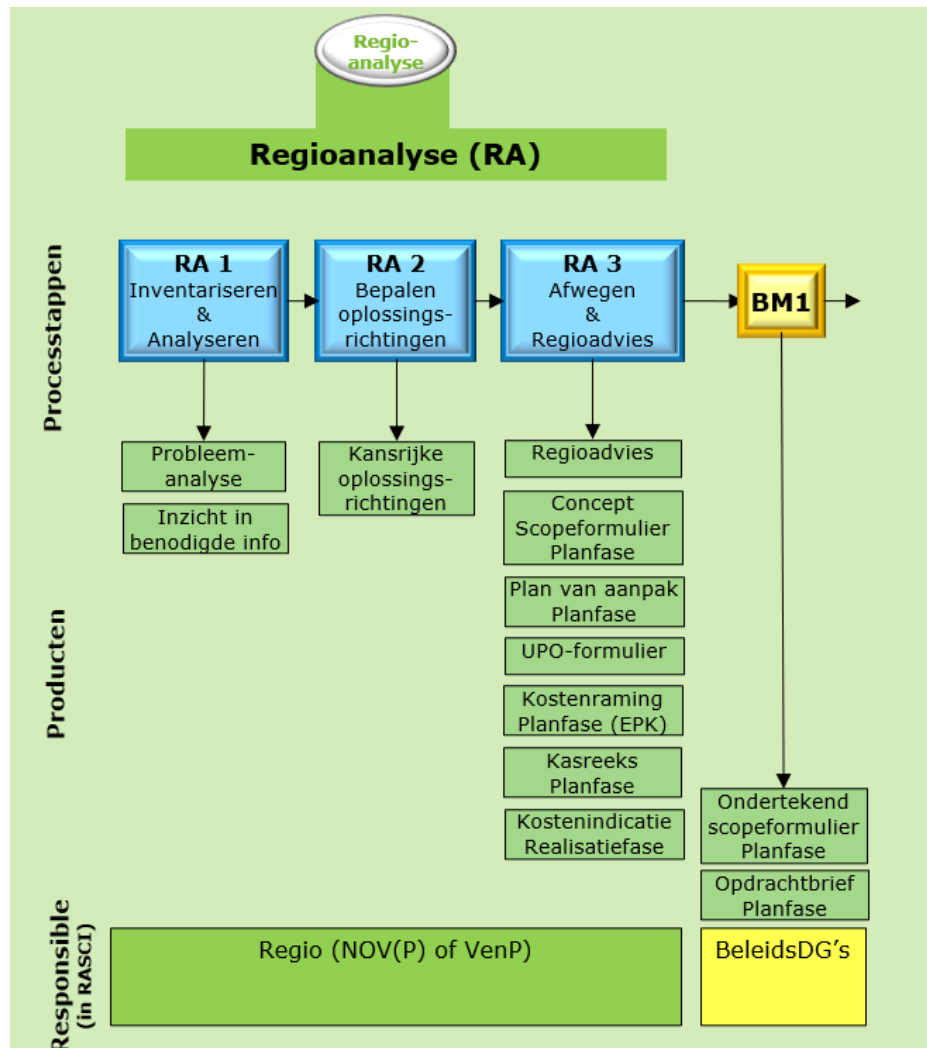 Regio-
analyse
Regioanalyse (RA)
Processtappen
RA 1
Inventariseren
&
Analyseren
RA 2
Bepalen
oplossings-
richtingen
RA 3
Afwegen
&
Regioadvies
BM1
Producten
Probleem-
analyse
Inzicht in
benodigde info
Kansrijke
oplossings-
richtingen
Regioadvies
Concept
Scopeformulier
Planfase
Plan van aanpak
Planfase
UPO-formulier
Kostenraming
Planfase (EPK)
Kasreeks
Planfase
Kostenindicatie
Realisatiefase
Ondertekend
scopeformulier
Planfase
Opdrachtbrief
Planfase
Responsible
(in RASCI)
Regio (NOV(P) of VenP)
BeleidsDG's